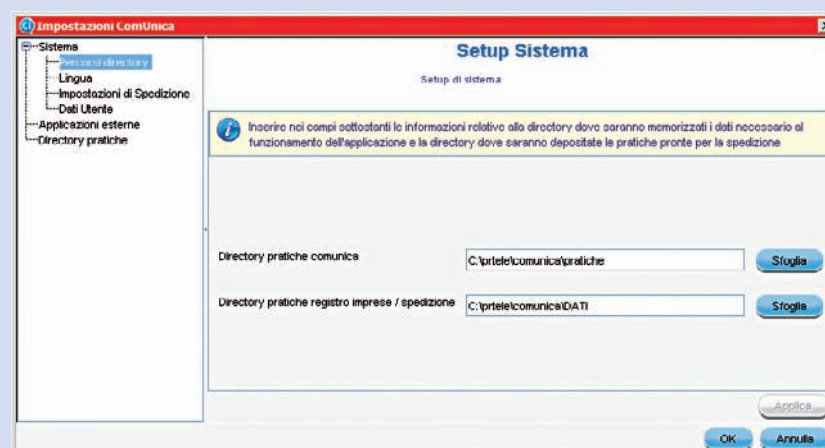 Impostazioni ComUnica
Sistema
Percorsi directory
Lingua
Impostazioni di Spedizione
Dati Utente
Applicazioni esterne
Directory pratiche
Setup Sistema
Setup di sistema
Inserire nei campi sottostanti le informazioni relative alla directory dove saranno memorizzati i dati necessario al
funzionamento dell'applicazione e la directory dove saranno depositate le pratiche pronte per la spedizione
Directory pratiche comunica
C:\prtele\comunica\pratiche
Sfoglia
Directory pratiche registro imprese / spedizione
C:\prtele\comunica\DATI
Sfoglia
Applica
OK
Annulla